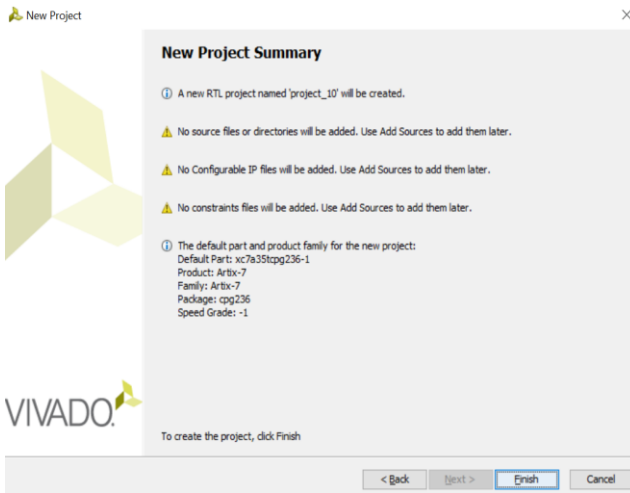 New Project
New Project Summary
A new RTL project named 'project_10' will be created.
No source files or directories will be added. Use Add Sources to add them later.
No Configurable IP files will be added. Use Add Sources to add them later.
No constraints files will be added. Use Add Sources to add them later.
The default part and product family for the new project:
Default Part: xc7a35tcpg236-1
Product: Artix-7
Family: Artix-7
Package: cpg236
Speed Grade: -1
VIVADO.
To create the project, click Finish
< Back Next > Finish Cancel